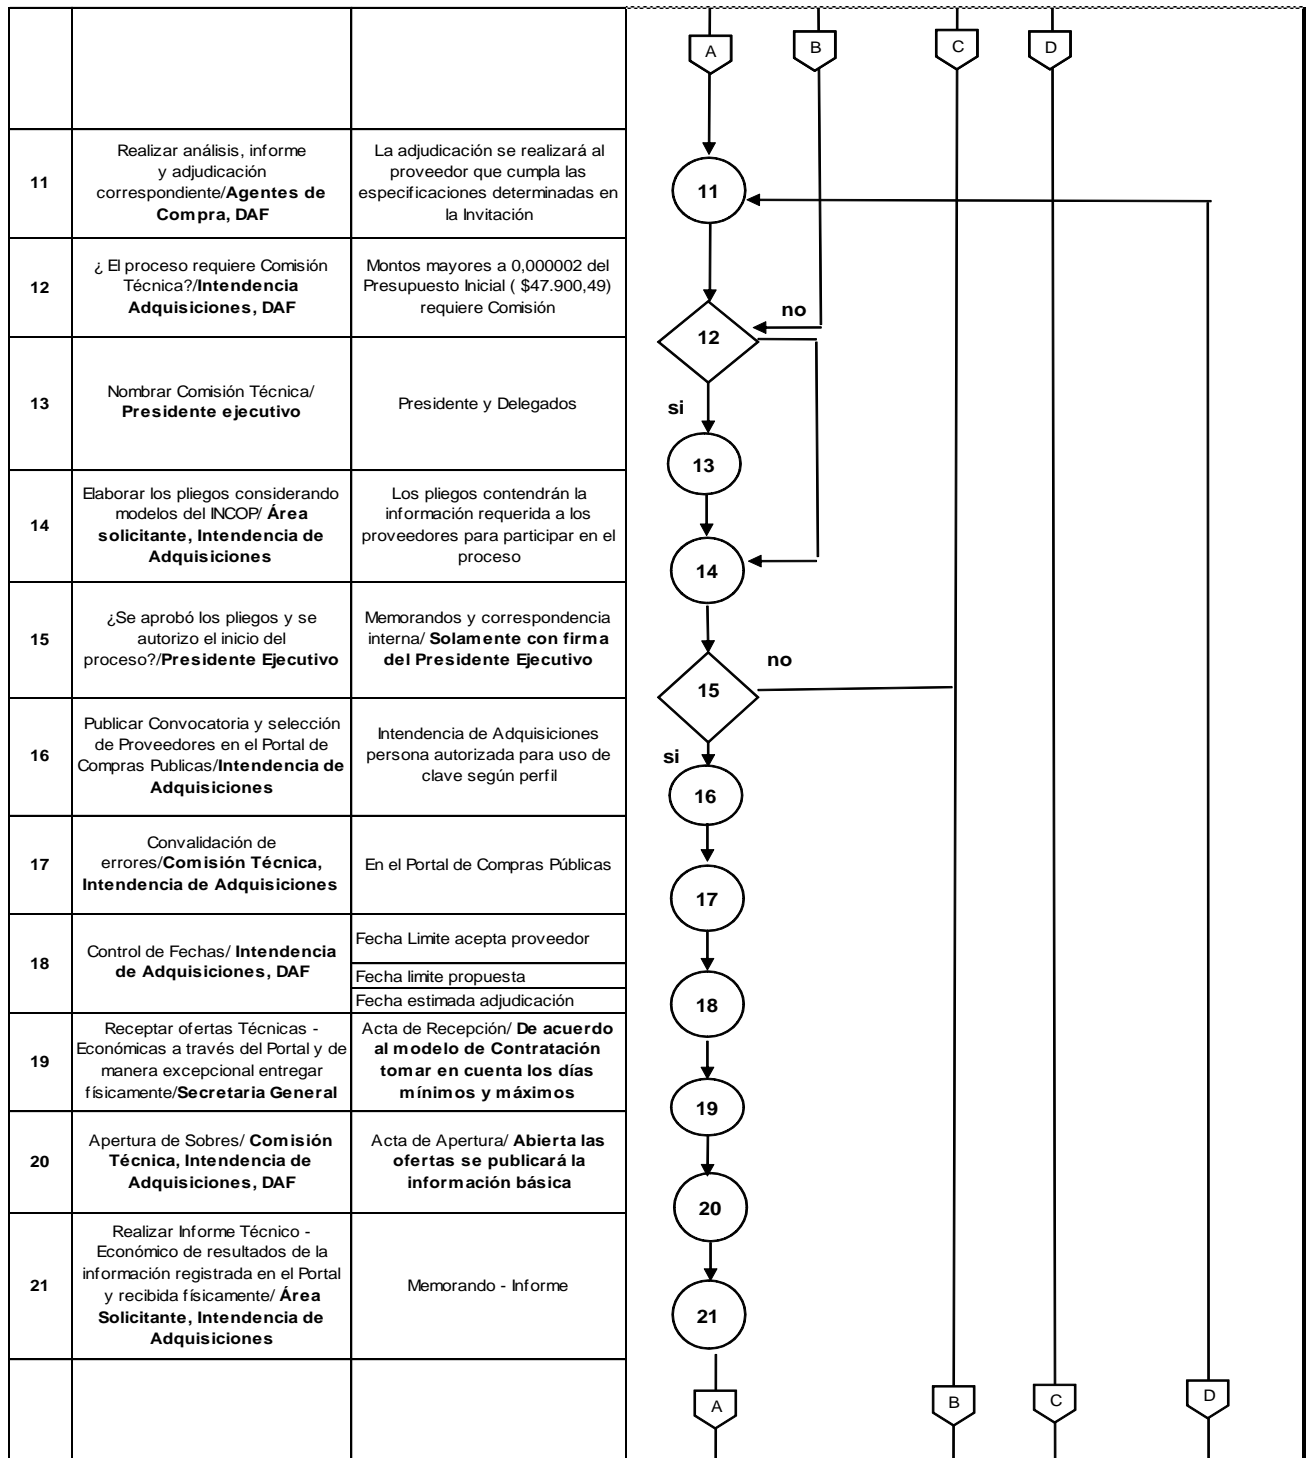 A
B
C
D
11
Realizar análisis, informe
y adjudicación
correspondiente/Agentes de
Compra, DAF
La adjudicación se realizará al
proveedor que cumpla las
especificaciones determinadas en
la Invitación
11
12
¿ El proceso requiere Comisión
Técnica?/Intendencia
Adquisiciones, DAF
Montos mayores a 0,000002 del
Presupuesto Inicial ( $47.900,49)
requiere Comisión
no
12
13
Nombrar Comisión Técnica/
Presidente ejecutivo
Presidente y Delegados
si
13
14
Elaborar los pliegos considerando
modelos del INCOP/ Área
solicitante, Intendencia de
Adquisiciones
Los pliegos contendrán la
información requerida a los
proveedores para participar en el
proceso
14
15
¿Se aprobó los pliegos y se
autorizo el inicio del
proceso?/Presidente Ejecutivo
Memorandos y correspondencia
interna/ Solamente con firma
del Presidente Ejecutivo
no
15
16
Publicar Convocatoria y selección
de Proveedores en el Portal de
Compras Publicas/Intendencia de
Adquisiciones
Intendencia de Adquisiciones
persona autorizada para uso de
clave según perfil
si
16
17
Convalidación de
errores/Comisión Técnica,
Intendencia de Adquisiciones
En el Portal de Compras Públicas
17
18
Control de Fechas/ Intendencia
de Adquisiciones, DAF
Fecha Limite acepta proveedor
Fecha limite propuesta
Fecha estimada adjudicación
18
19
Receptar ofertas Técnicas -
Económicas a través del Portal y de
manera excepcional entregar
físicamente/Secretaria General
Acta de Recepción/ De acuerdo
al modelo de Contratación
tomar en cuenta los días
mínimos y máximos
19
20
Apertura de Sobres/ Comisión
Técnica, Intendencia de
Adquisiciones, DAF
Acta de Apertura/ Abierta las
ofertas se publicará la
información básica
20
21
Realizar Informe Técnico -
Económico de resultados de la
información registrada en el Portal
y recibida físicamente/ Área
Solicitante, Intendencia de
Adquisiciones
Memorando - Informe
21
A
B
C
D